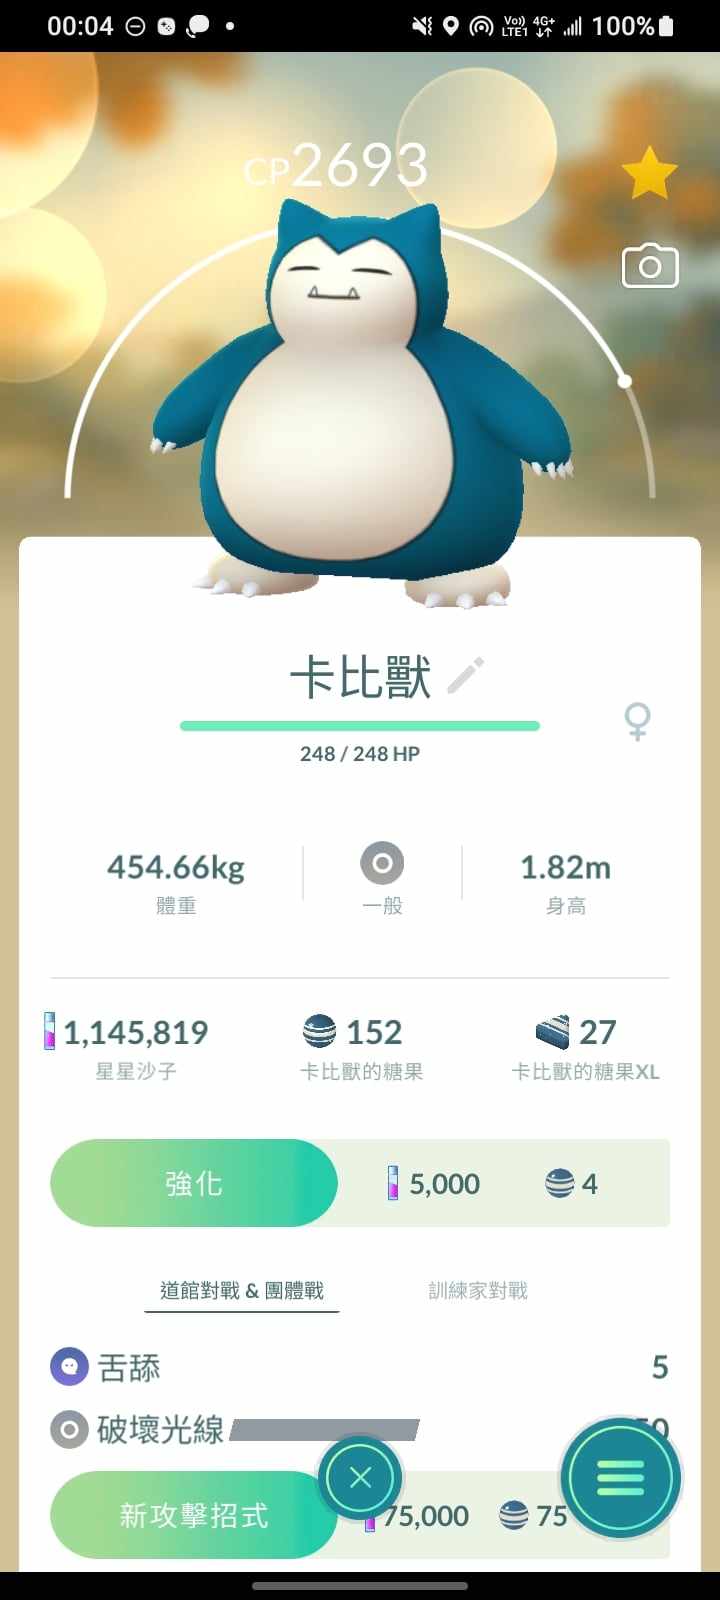 00:04 Vo)) LTE1 4G+ 100%
CP2693
卡比獸
248 / 248 HP
454.66kg 1.82m
體重 一般 身高
1,145,819 152 27
星星沙子 卡比獸的糖果 卡比獸的糖果XL
強化 5,000 4
道館對戰 & 團體戰 訓練家對戰
舌舔 5
破壞光線
新攻擊招式 75,000 75